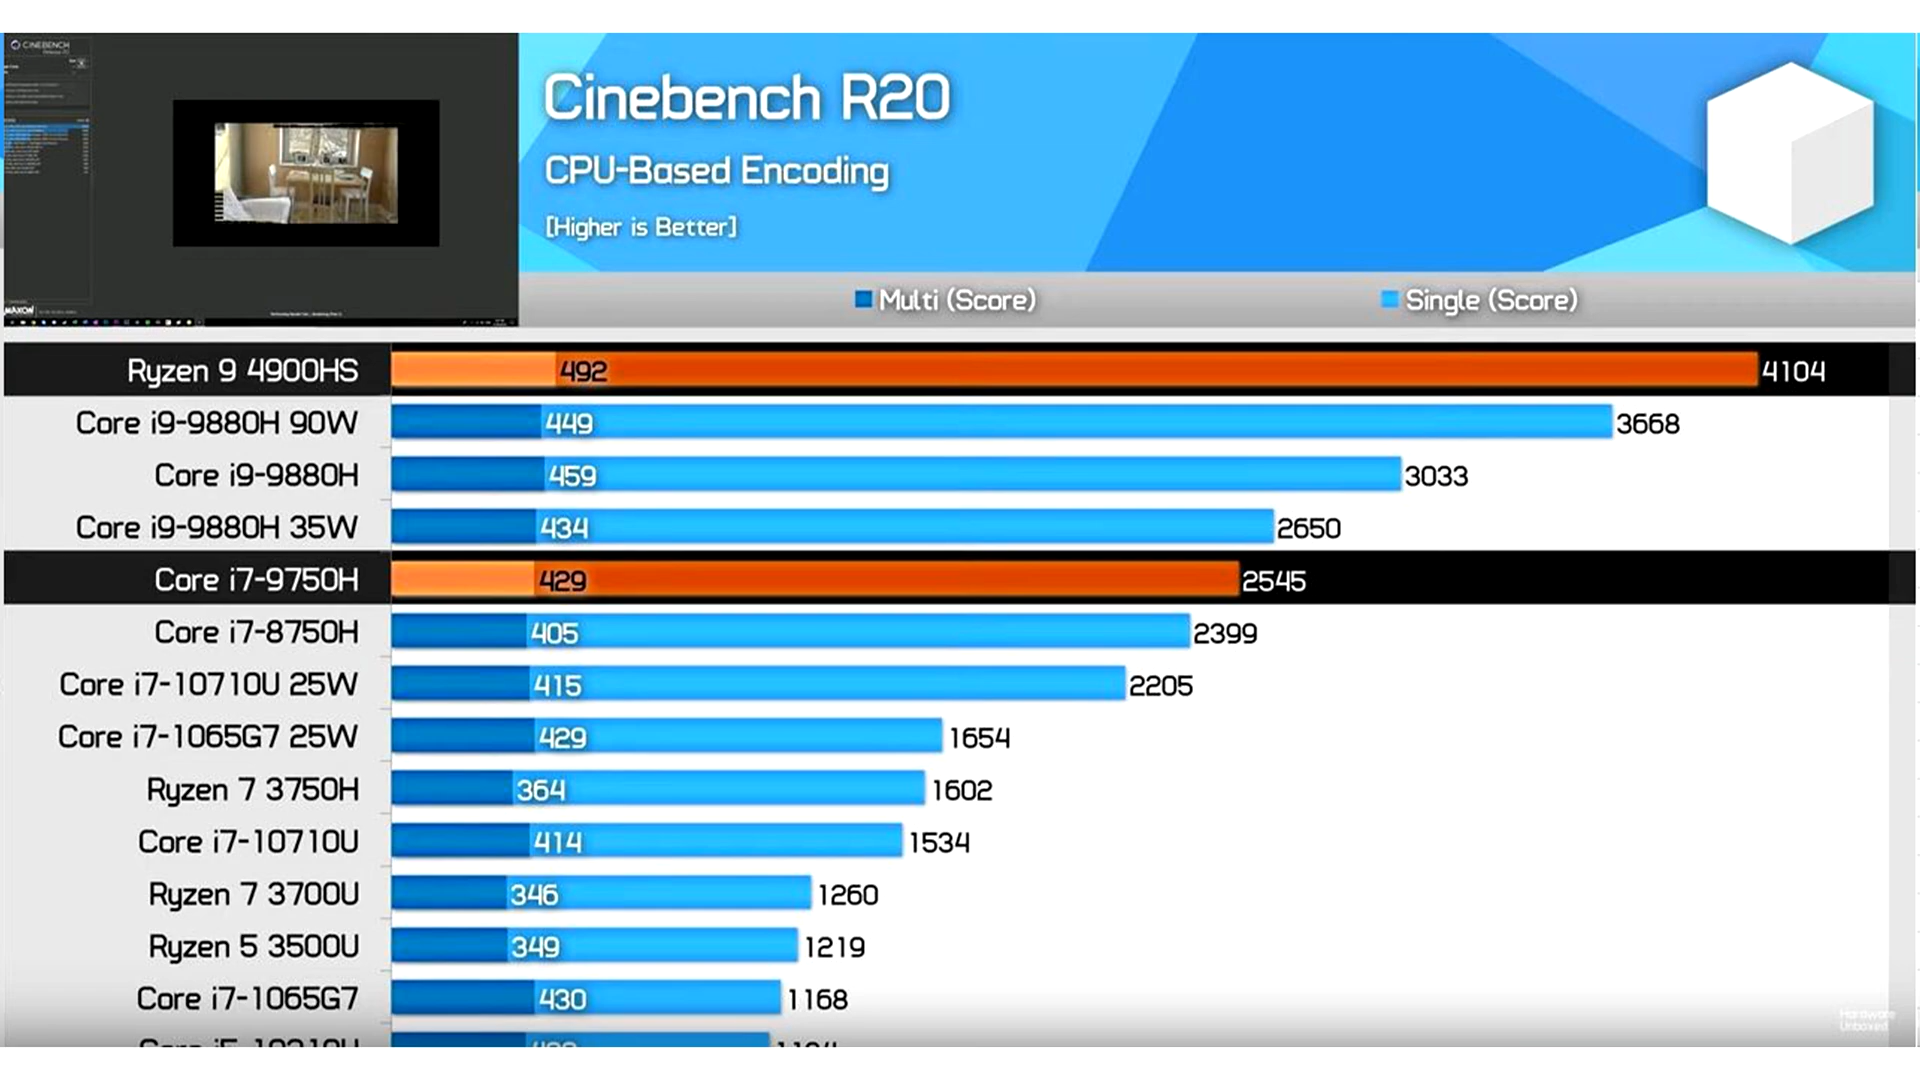 CINEBENCH
MAXON
Cinebench R20
CPU-Based Encoding
[Higher is Better]
Multi (Score) Single (Score)
Ryzen 9 4900HS 492 4104
Core i9-9880H 90W 449 3668
Core i9-9880H 459 3033
Core i9-9880H 35W 434 2650
Core i7-9750H 429 2545
Core i7-8750H 405 2399
Core i7-10710U 25W 415 2205
Core i7-1065G7 25W 429 1654
Ryzen 7 3750H 364 1602
Core i7-10710U 414 1534
Ryzen 7 3700U 346 1260
Ryzen 5 3500U 349 1219
Core i7-1065G7 430 1168
Hardware
Unboxed